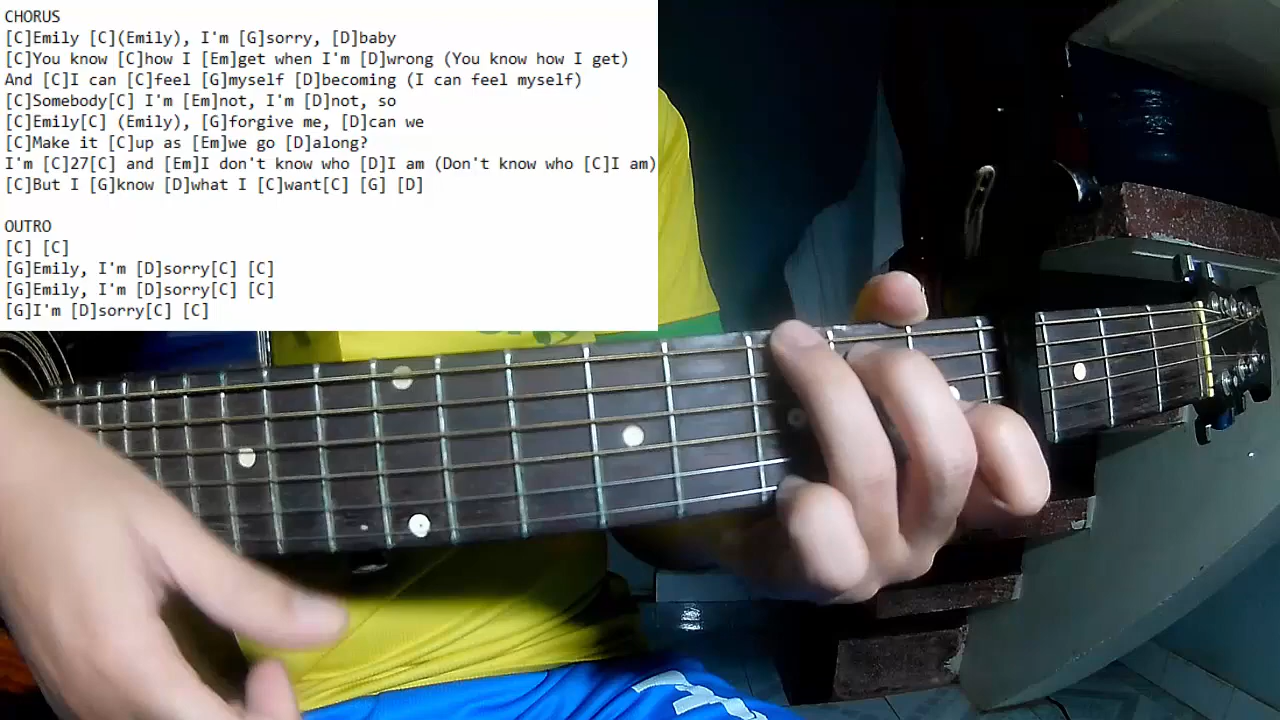 CHORUS
[C]Emily [C](Emily), I'm [G]sorry, [D]baby
[C]You know [C]how I [Em]get when I'm [D]wrong (You know how I get)
And [C]I can [C]feel [G]myself [D]becoming (I can feel myself)
[C]Somebody[C] I'm [Em]not, I'm [D]not, so
[C]Emily[C] (Emily), [G]forgive me, [D]can we
[C]Make it [C]up as [Em]we go [D]along?
I'm [C]27[C] and [Em]I don't know who [D]I am (Don't know who [C]I am)
[C]But I [G]know [D]what I [C]want[C] [G] [D]
OUTRO
[C] [C]
[G]Emily, I'm [D]sorry[C] [C]
[G]Emily, I'm [D]sorry[C] [C]
[G]I'm [D]sorry[C] [C]